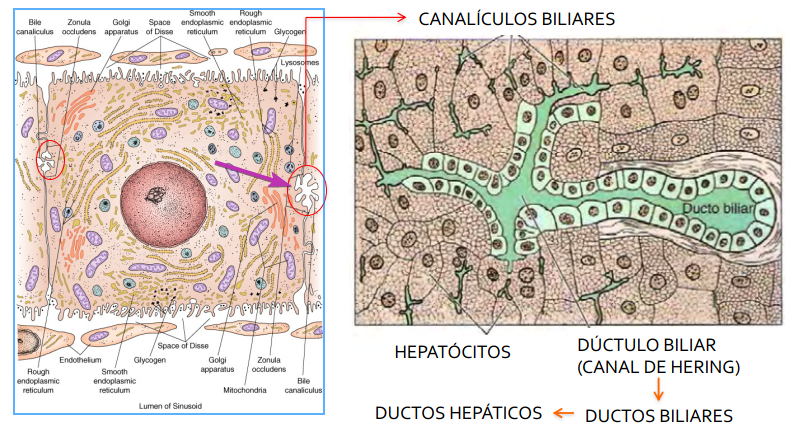 CANALÍCULOS BILIARES
Bile
canaliculus
Zonula
occludens
Golgi
apparatus
Space
of Disse
Smooth
endoplasmic
reticulum
Rough
endoplasmic
reticulum
Glycogen
Lysosomes
Ducto biliar
Endothelium
Space of Disse
Rough
endoplasmic
reticulum
Smooth
endoplasmic
reticulum
Glycogen
Golgi
apparatus
Mitochondria
Zonula
occludens
Bile
canaliculus
Lumen of Sinusoid
HEPATÓCITOS
DÚCTULO BILIAR
(CANAL DE HERING)
DUCTOS HEPÁTICOS
DUCTOS BILIARES